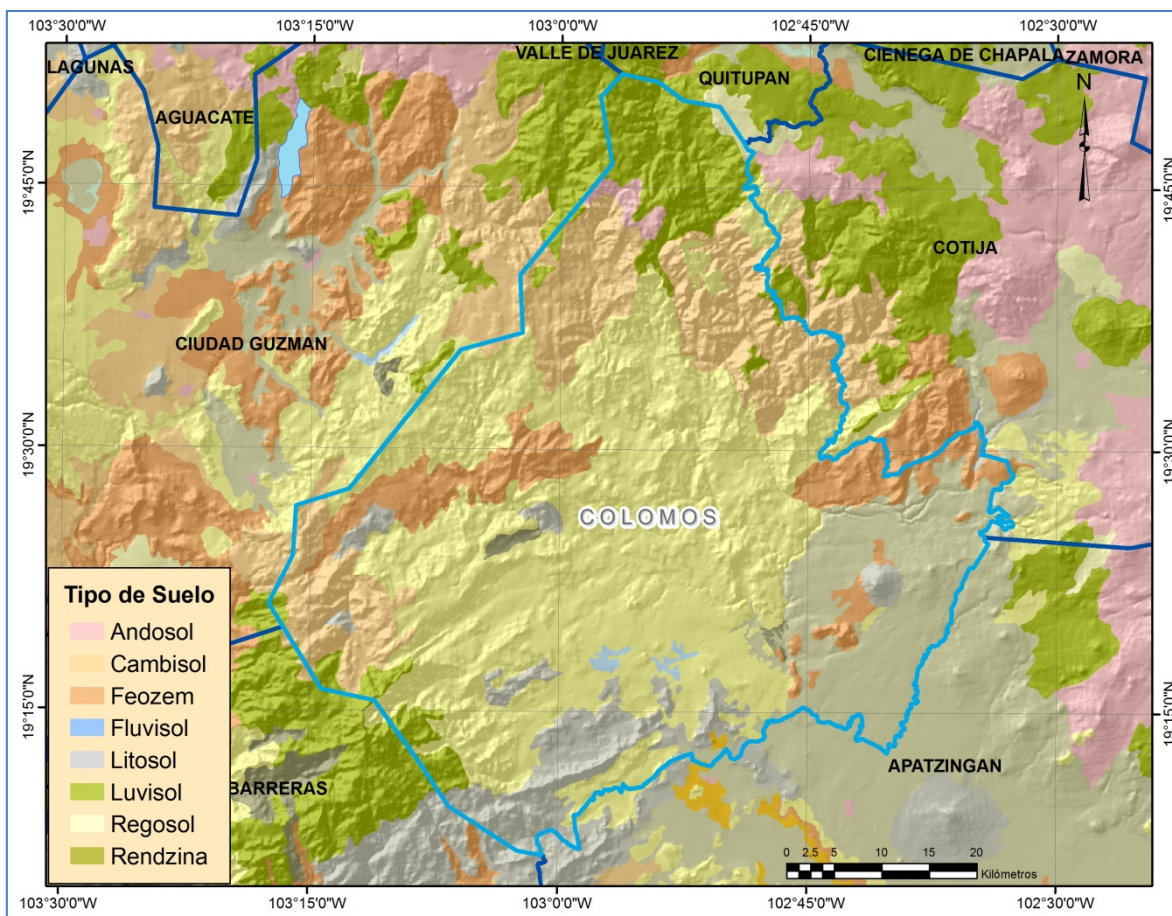 103°30'0"W 103°15'0"W 103°0'0"W 102°45'0"W 102°30'0"W
LAGUNAS
VALLE DE JUAREZ
CIENEGA DE CHAPALA
ZAMORA
QUITUPAN
AGUACATE
N
19°45'0"N
19°45'0"N
COTIJA
CIUDAD GUZMAN
19°30'0"N
19°30'0"N
COLOMOS
Tipo de Suelo
Andosol
Cambisol
Feozem
Fluvisol
Litosol
Luvisol
Regosol
Rendzina
19°15'0"N
19°15'0"N
APATZINGAN
BARRERAS
0 2.5 5 10 15 20
Kilómetros
103°30'0"W 103°15'0"W 103°0'0"W 102°45'0"W 102°30'0"W